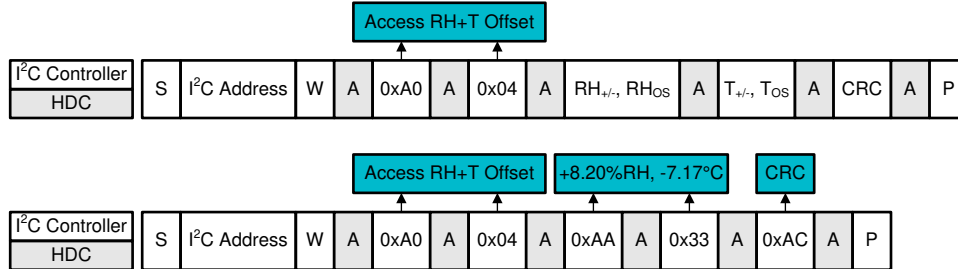 Access RH+T Offset
I²C Controller
HDC
S I²C Address W A 0xA0 A 0x04 A RH+/-, RHOS A T+/-, TOS A CRC A P
Access RH+T Offset +8.20%RH, -7.17°C CRC
I²C Controller
HDC
S I²C Address W A 0xA0 A 0x04 A 0xAA A 0x33 A 0xAC A P